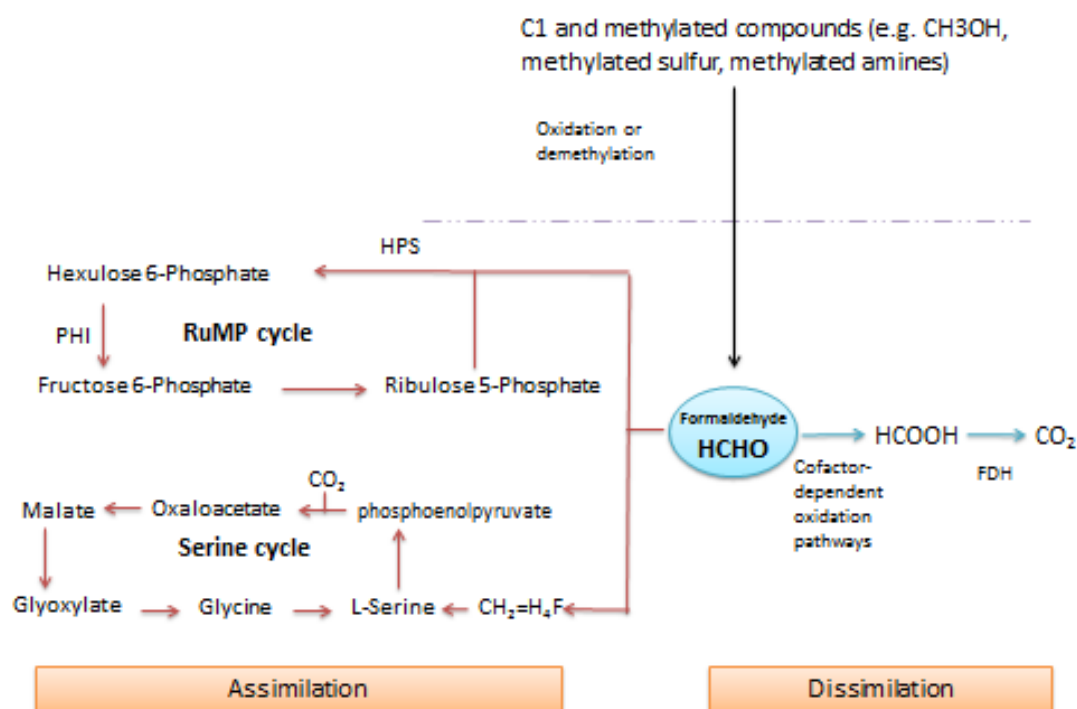 C1 and methylated compounds (e.g. CH3OH,
methylated sulfur, methylated amines)
Oxidation or
demethylation
HPS
Hexulose 6-Phosphate
PHI
RuMP cycle
Fructose 6-Phosphate
Ribulose 5-Phosphate
Formaldehyde
HCHO
HCOOH
CO₂
Cofactor-
dependent
oxidation
pathways
FDH
CO₂
Malate
Oxaloacetate
phosphoenolpyruvate
Serine cycle
Glyoxylate
Glycine
L-Serine
CH₂=H₄F
Assimilation
Dissimilation